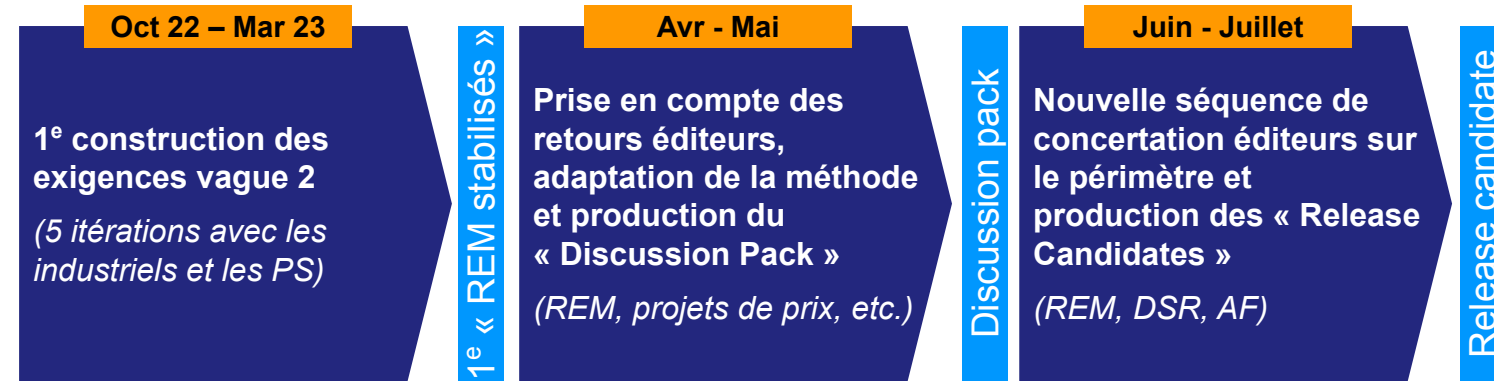 Oct 22 – Mar 23
1e construction des
exigences vague 2
(5 itérations avec les
industriels et les PS)
1e « REM stabilisés »
Avr - Mai
Prise en compte des
retours éditeurs,
adaptation de la méthode
et production du
« Discussion Pack »
(REM, projets de prix, etc.)
Discussion pack
Juin - Juillet
Nouvelle séquence de
concertation éditeurs sur
le périmètre et
production des « Release
Candidates »
(REM, DSR, AF)
Release candidate